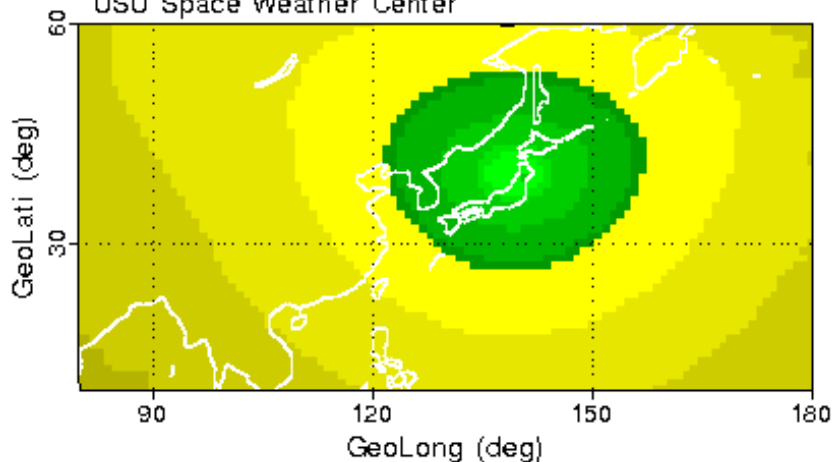 USU Space Weather Center
60
GeoLati (deg)
30
90 120 150 180
GeoLong (deg)